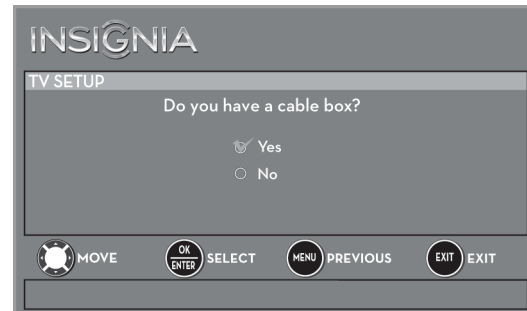 INSIGNIA
TV SETUP
Do you have a cable box?
Yes
No
MOVE OK/ENTER SELECT MENU PREVIOUS EXIT EXIT